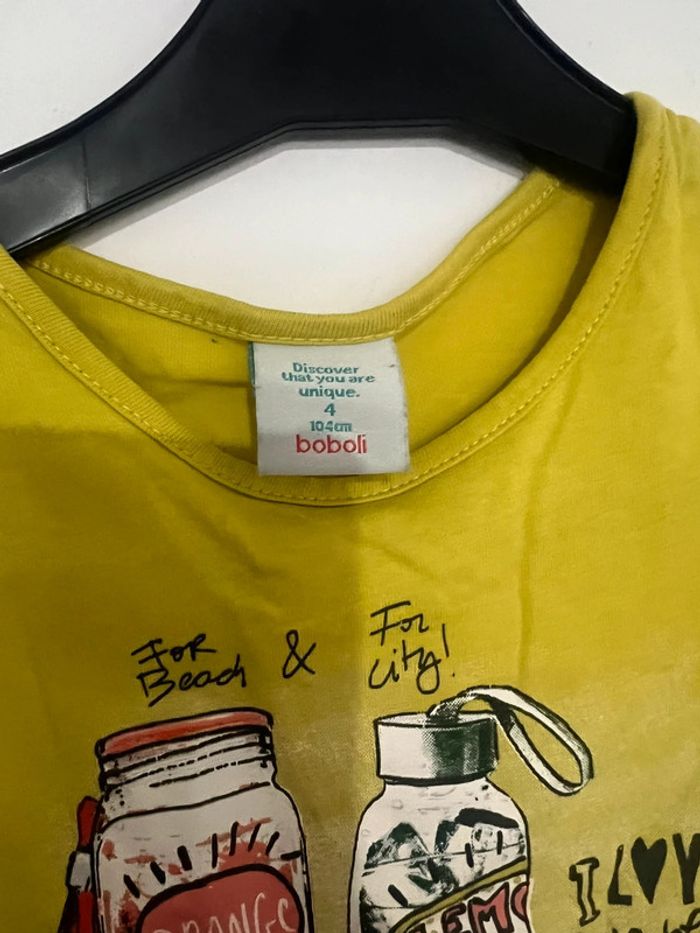 Discover
that you are
unique.
4
104cm
boboli
FOR & For
Beach City!
I L♥V